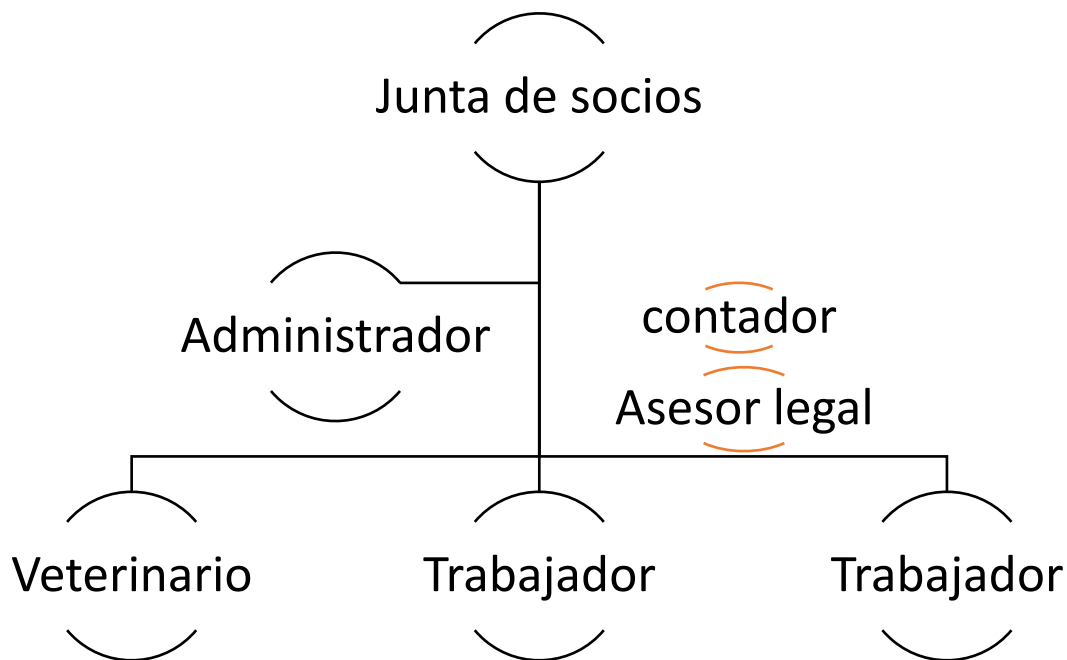 Junta de socios
Administrador
contador
Asesor legal
Veterinario
Trabajador
Trabajador